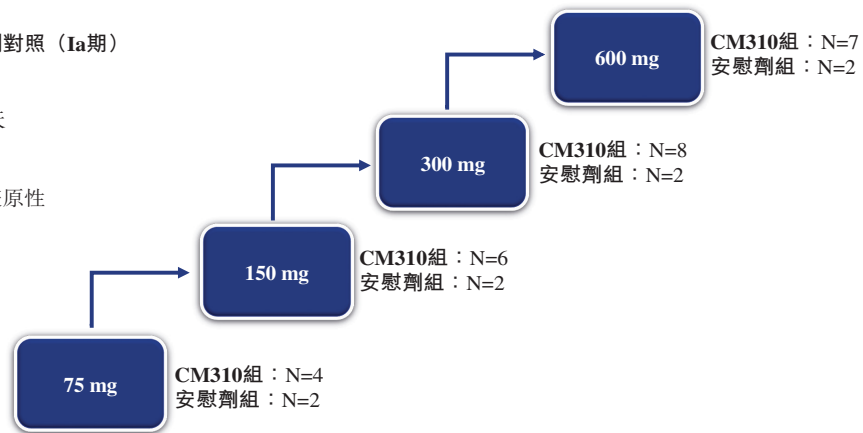 對照（Ia期）
原性
600 mg
CM310組：N=7
安慰劑組：N=2
300 mg
CM310組：N=8
安慰劑組：N=2
150 mg
CM310組：N=6
安慰劑組：N=2
75 mg
CM310組：N=4
安慰劑組：N=2